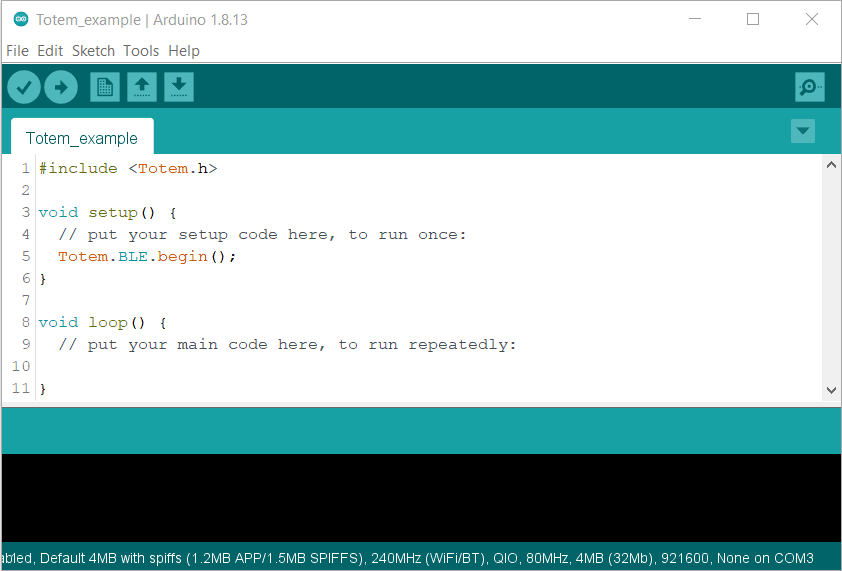 Totem_example | Arduino 1.8.13
File Edit Sketch Tools Help
Totem_example
1 #include <Totem.h>
2
3 void setup() {
4 // put your setup code here, to run once:
5 Totem.BLE.begin();
6 }
7
8 void loop() {
9 // put your main code here, to run repeatedly:
10
11 }
abled, Default 4MB with spiffs (1.2MB APP/1.5MB SPIFFS), 240MHz (WiFi/BT), QIO, 80MHz, 4MB (32Mb), 921600, None on COM3